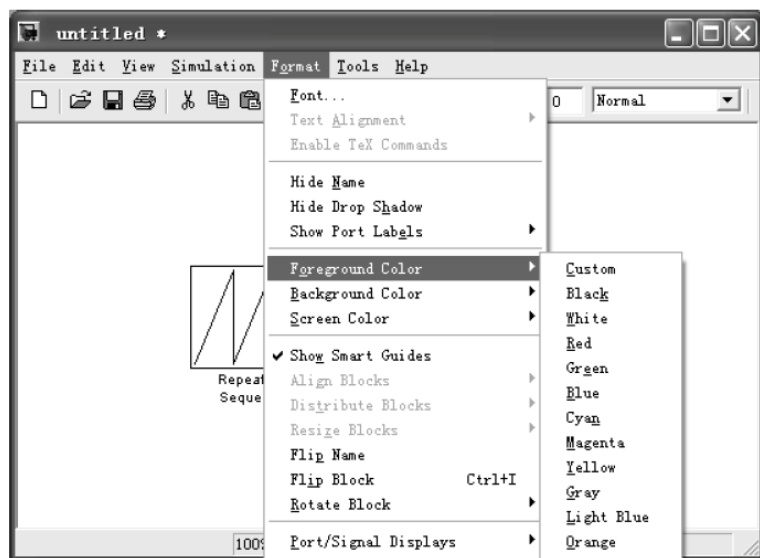 untitled *
File Edit View Simulation Format Tools Help
0 Normal
Font...
Text Alignment
Enable TeX Commands
Hide Name
Hide Drop Shadow
Show Port Labels
Foreground Color
Background Color
Screen Color
Show Smart Guides
Align Blocks
Distribute Blocks
Resize Blocks
Flip Name
Flip Block Ctrl+I
Rotate Block
Port/Signal Displays
Custom
Black
White
Red
Green
Blue
Cyan
Magenta
Yellow
Gray
Light Blue
Orange
Repeat
Seque
100%